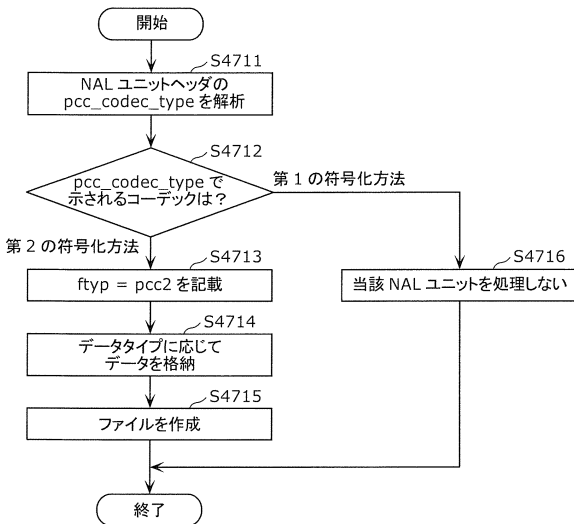 開始
S4711
NAL ユニットヘッダの
pcc_codec_type を解析
S4712
pcc_codec_type で
示されるコーデックは？
第１の符号化方法
第２の符号化方法
S4713
ftyp = pcc2 を記載
S4716
当該 NAL ユニットを処理しない
S4714
データタイプに応じて
データを格納
S4715
ファイルを作成
終了